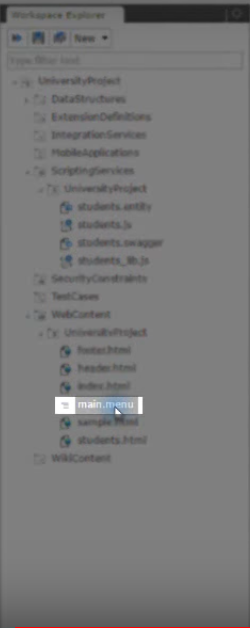 Workspace Explorer
New
type filter text
UniversityProject
DataStructures
ExtensionDefinitions
IntegrationServices
MobileApplications
ScriptingServices
UniversityProject
students.entity
students.js
students.swagger
students_lib.js
SecurityConstraints
TestCases
WebContent
UniversityProject
footer.html
header.html
index.html
main.menu
sample.html
students.html
WikiContent